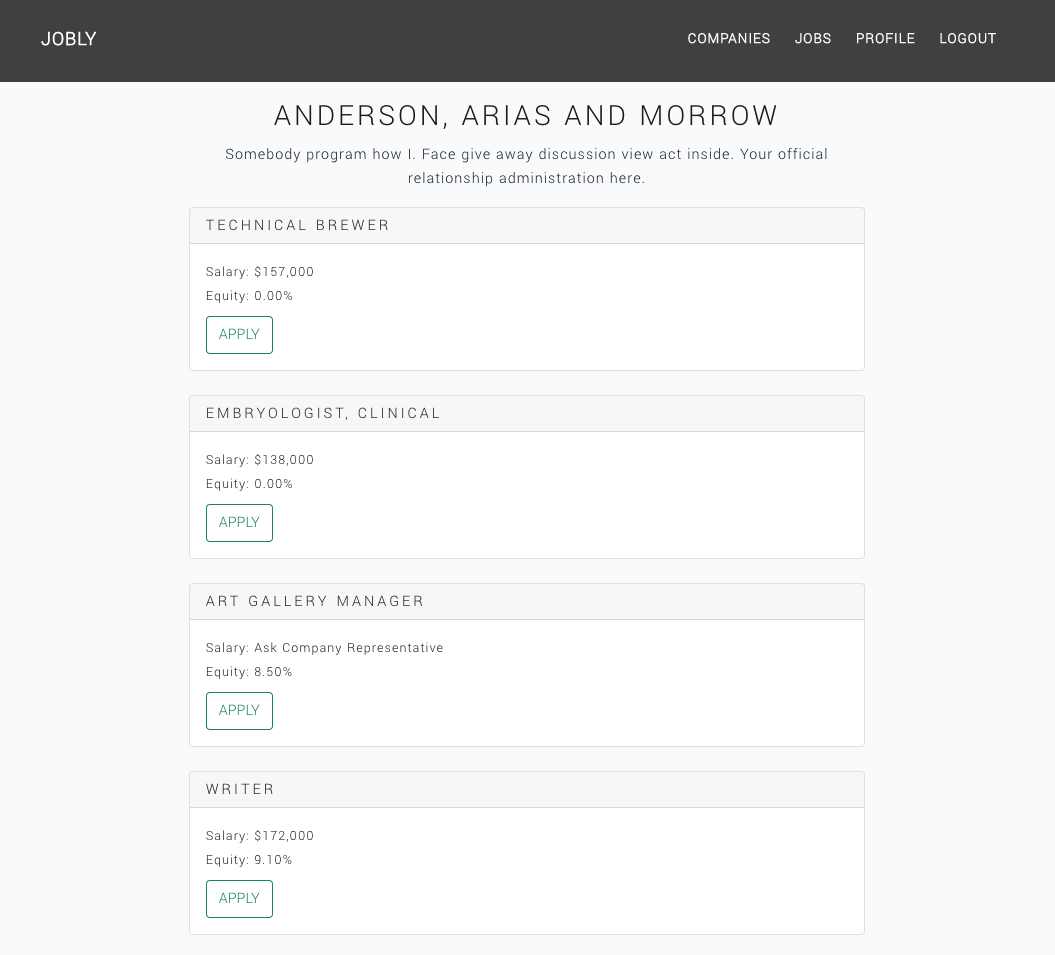 JOBLY
COMPANIES JOBS PROFILE LOGOUT
ANDERSON, ARIAS AND MORROW
Somebody program how I. Face give away discussion view act inside. Your official
relationship administration here.
TECHNICAL BREWER
Salary: $157,000
Equity: 0.00%
APPLY
EMBRYOLOGIST, CLINICAL
Salary: $138,000
Equity: 0.00%
APPLY
ART GALLERY MANAGER
Salary: Ask Company Representative
Equity: 8.50%
APPLY
WRITER
Salary: $172,000
Equity: 9.10%
APPLY